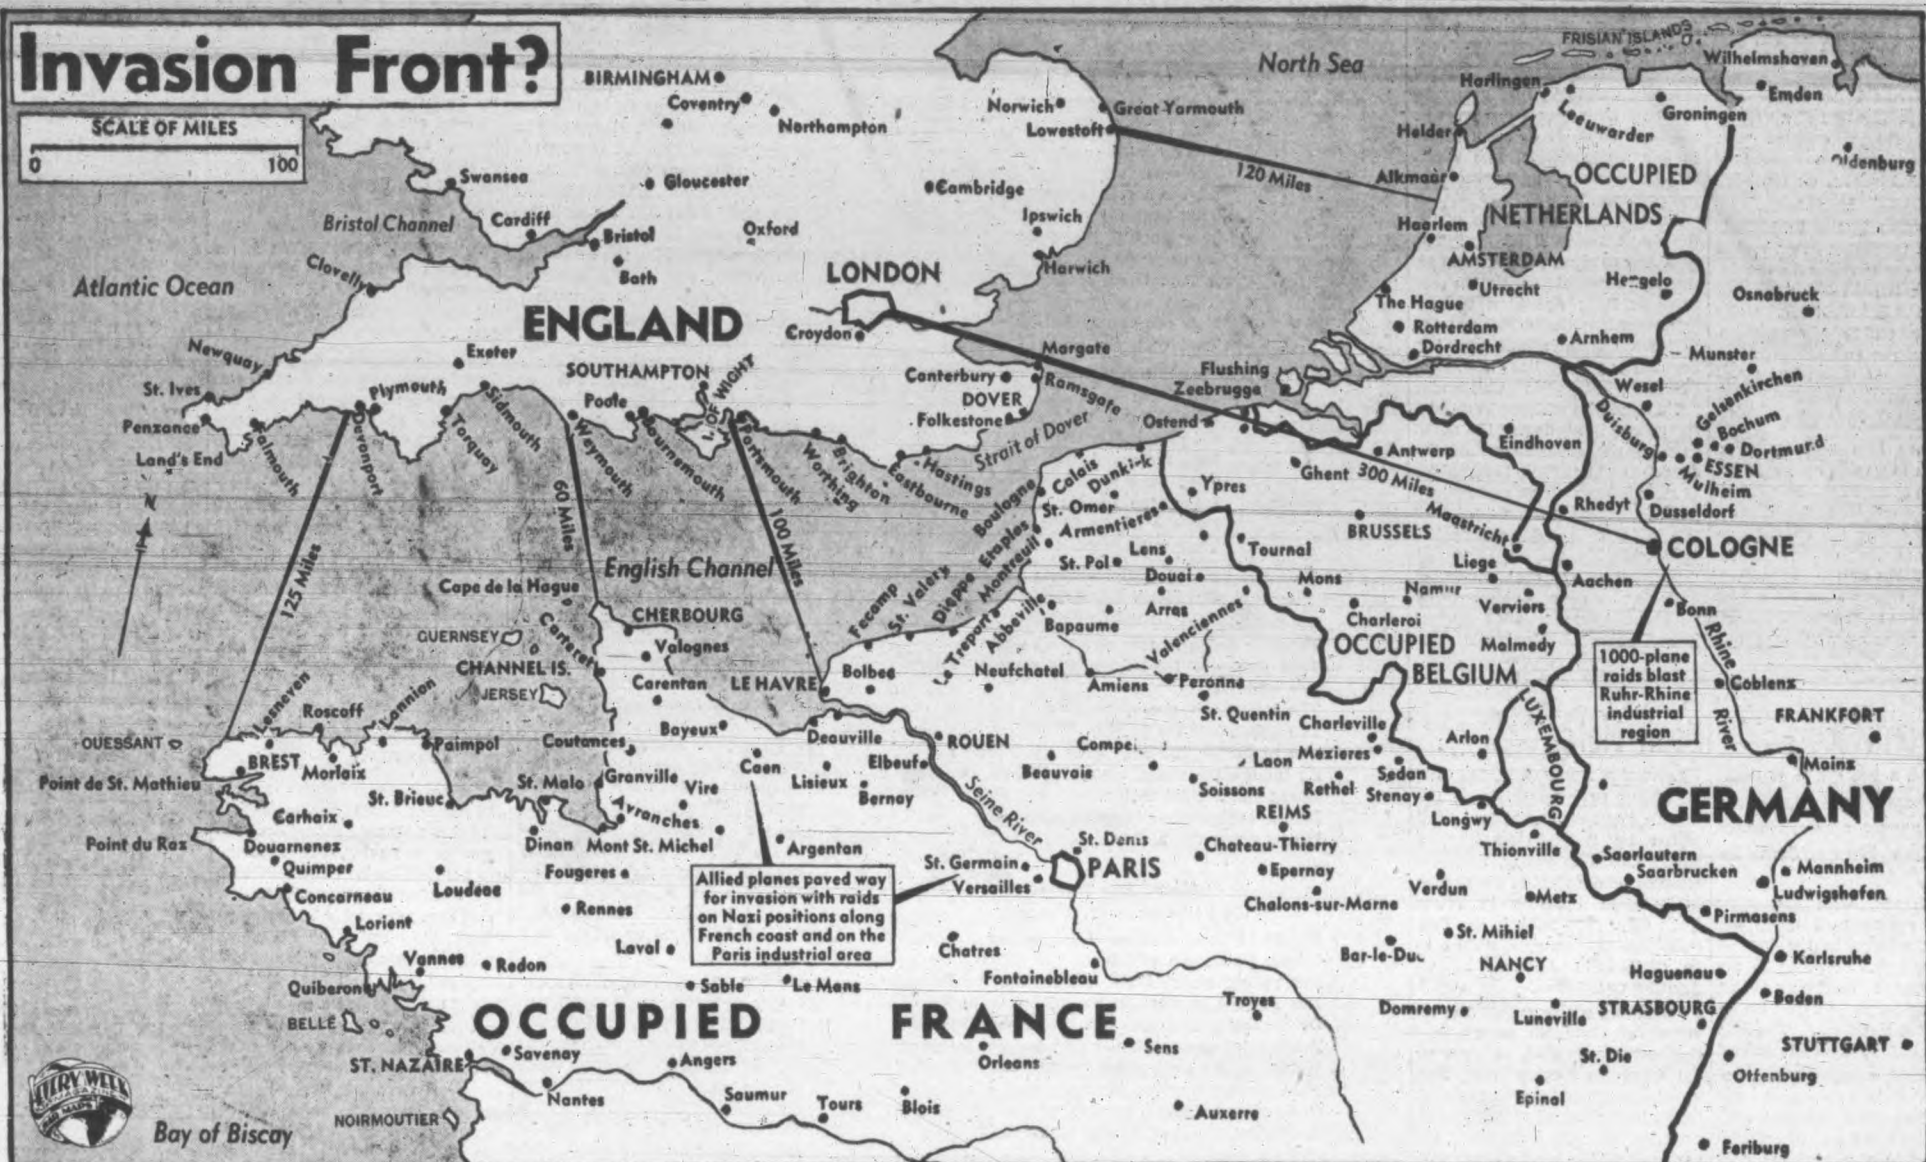 Invasion Front?
SCALE OF MILES
0 100
BIRMINGHAM
Coventry
Northampton
Norwich
Great Yarmouth
Lowestoft
North Sea
FRISIAN ISLANDS
Wilhelmshaven
Harlingen
Leeuwarder
Groningen
Emden
Helder
Alkmaar
120 Miles
OCCUPIED
NETHERLANDS
Swansea
Gloucester
Cambridge
Bristol Channel
Cardiff
Bristol
Oxford
Ipswich
Haarlem
AMSTERDAM
Clovelly
Bath
LONDON
Harwich
Atlantic Ocean
ENGLAND
Croydon
The Hague
Utrecht
Osnabruck
Rotterdam
Dordrecht
Arnhem
Munster
Newquay
Exeter
SOUTHAMPTON
I. OF WIGHT
Margate
Canterbury
Ramsgate
Flushing
Zeebrugge
Wesel
Gelsenkirchen
St. Ives
Plymouth
Sidmouth
Poole
DOVER
Folkestone
Strait of Dover
Ostend
Antwerp
Eindhoven
Duisburg
Bochum
ESSEN
Mulheim
Penzance
Land's End
Falmouth
Devonport
Torquay
Weymouth
Bournemouth
Portsmouth
Worthing
Brighton
Eastbourne
Hastings
Boulogne
Calais
Dunkirk
Ypres
Ghent
300 Miles
Rhedyt
Dusseldorf
N
125 Miles
60 Miles
100 Miles
St. Omer
Armentieres
BRUSSELS
Maastricht
COLOGNE
English Channel
Etaples
Montreuil
St. Pol
Lens
Douai
Tournal
Liege
Aachen
Cape de la Hague
Fecamp
St. Valery
Dieppe
Arras
Mons
Verviers
Bonn
CHERBOURG
Carteret
Le Treport
Abbeville
Bapaume
Valenciennes
Charleroi
Malmedy
GUERNSEY
CHANNEL IS.
JERSEY
Valognes
Carentan
LE HAVRE
Bolbec
Neufchatel
Amiens
Peronne
OCCUPIED
BELGIUM
1000-plane
raids blast
Ruhr-Rhine
industrial
region
Rhine
River
Coblenz
Lesneven
Roscoff
Lannion
Bayeux
Deauville
ROUEN
St. Quentin
Charleville
Arlon
LUXEMBOURG
FRANKFORT
OUESSANT
BREST
Morlaix
Paimpol
Coutances
Caen
Lisieux
Elbeuf
Beauvais
Laon
Mezieres
Sedan
Mainz
Point de St. Mathieu
St. Brieuc
St. Malo
Granville
Vire
Bernay
Seine River
Soissons
Rethel
Stenay
GERMANY
Carhaix
Avranches
REIMS
Longwy
Point du Raz
Douarnenez
Dinan
Mont St. Michel
Argentan
St. Denis
PARIS
Chateau-Thierry
Thionville
Saarlautern
Saarbrucken
Mannheim
Quimper
Loudeac
Fougeres
Allied planes paved way
for invasion with raids
on Nazi positions along
French coast and on the
Paris industrial area
St. Germain
Versailles
Epernay
Verdun
Metz
Ludwigshafen
Concarneau
Rennes
Chalons-sur-Marne
Pirmasens
Lorient
Laval
Chatres
St. Mihiel
Vannes
Redon
Fontainebleau
NANCY
Haguenau
Karlsruhe
Quiberon
Sable
Le Mans
Troyes
Domremy
Luneville
STRASBOURG
Baden
BELLE
OCCUPIED FRANCE
Orleans
Sens
STUTTGART
ST. NAZAIRE
Savenay
Angers
St. Die
Offenburg
Nantes
Saumur
Tours
Blois
Auxerre
Epinal
NOIRMOUTIER
Bay of Biscay
Feriburg